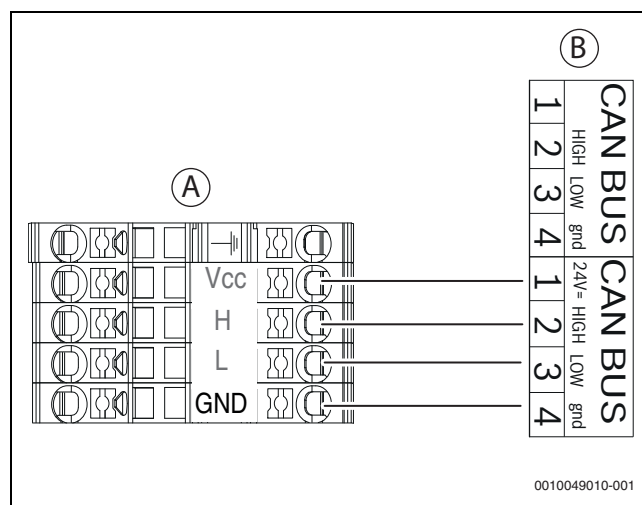 A
Vcc
H
L
GND
B
CAN BUS
1
2 HIGH
3 LOW
4 gnd
CAN BUS
1 24V=
2 HIGH
3 LOW
4 gnd
0010049010-001